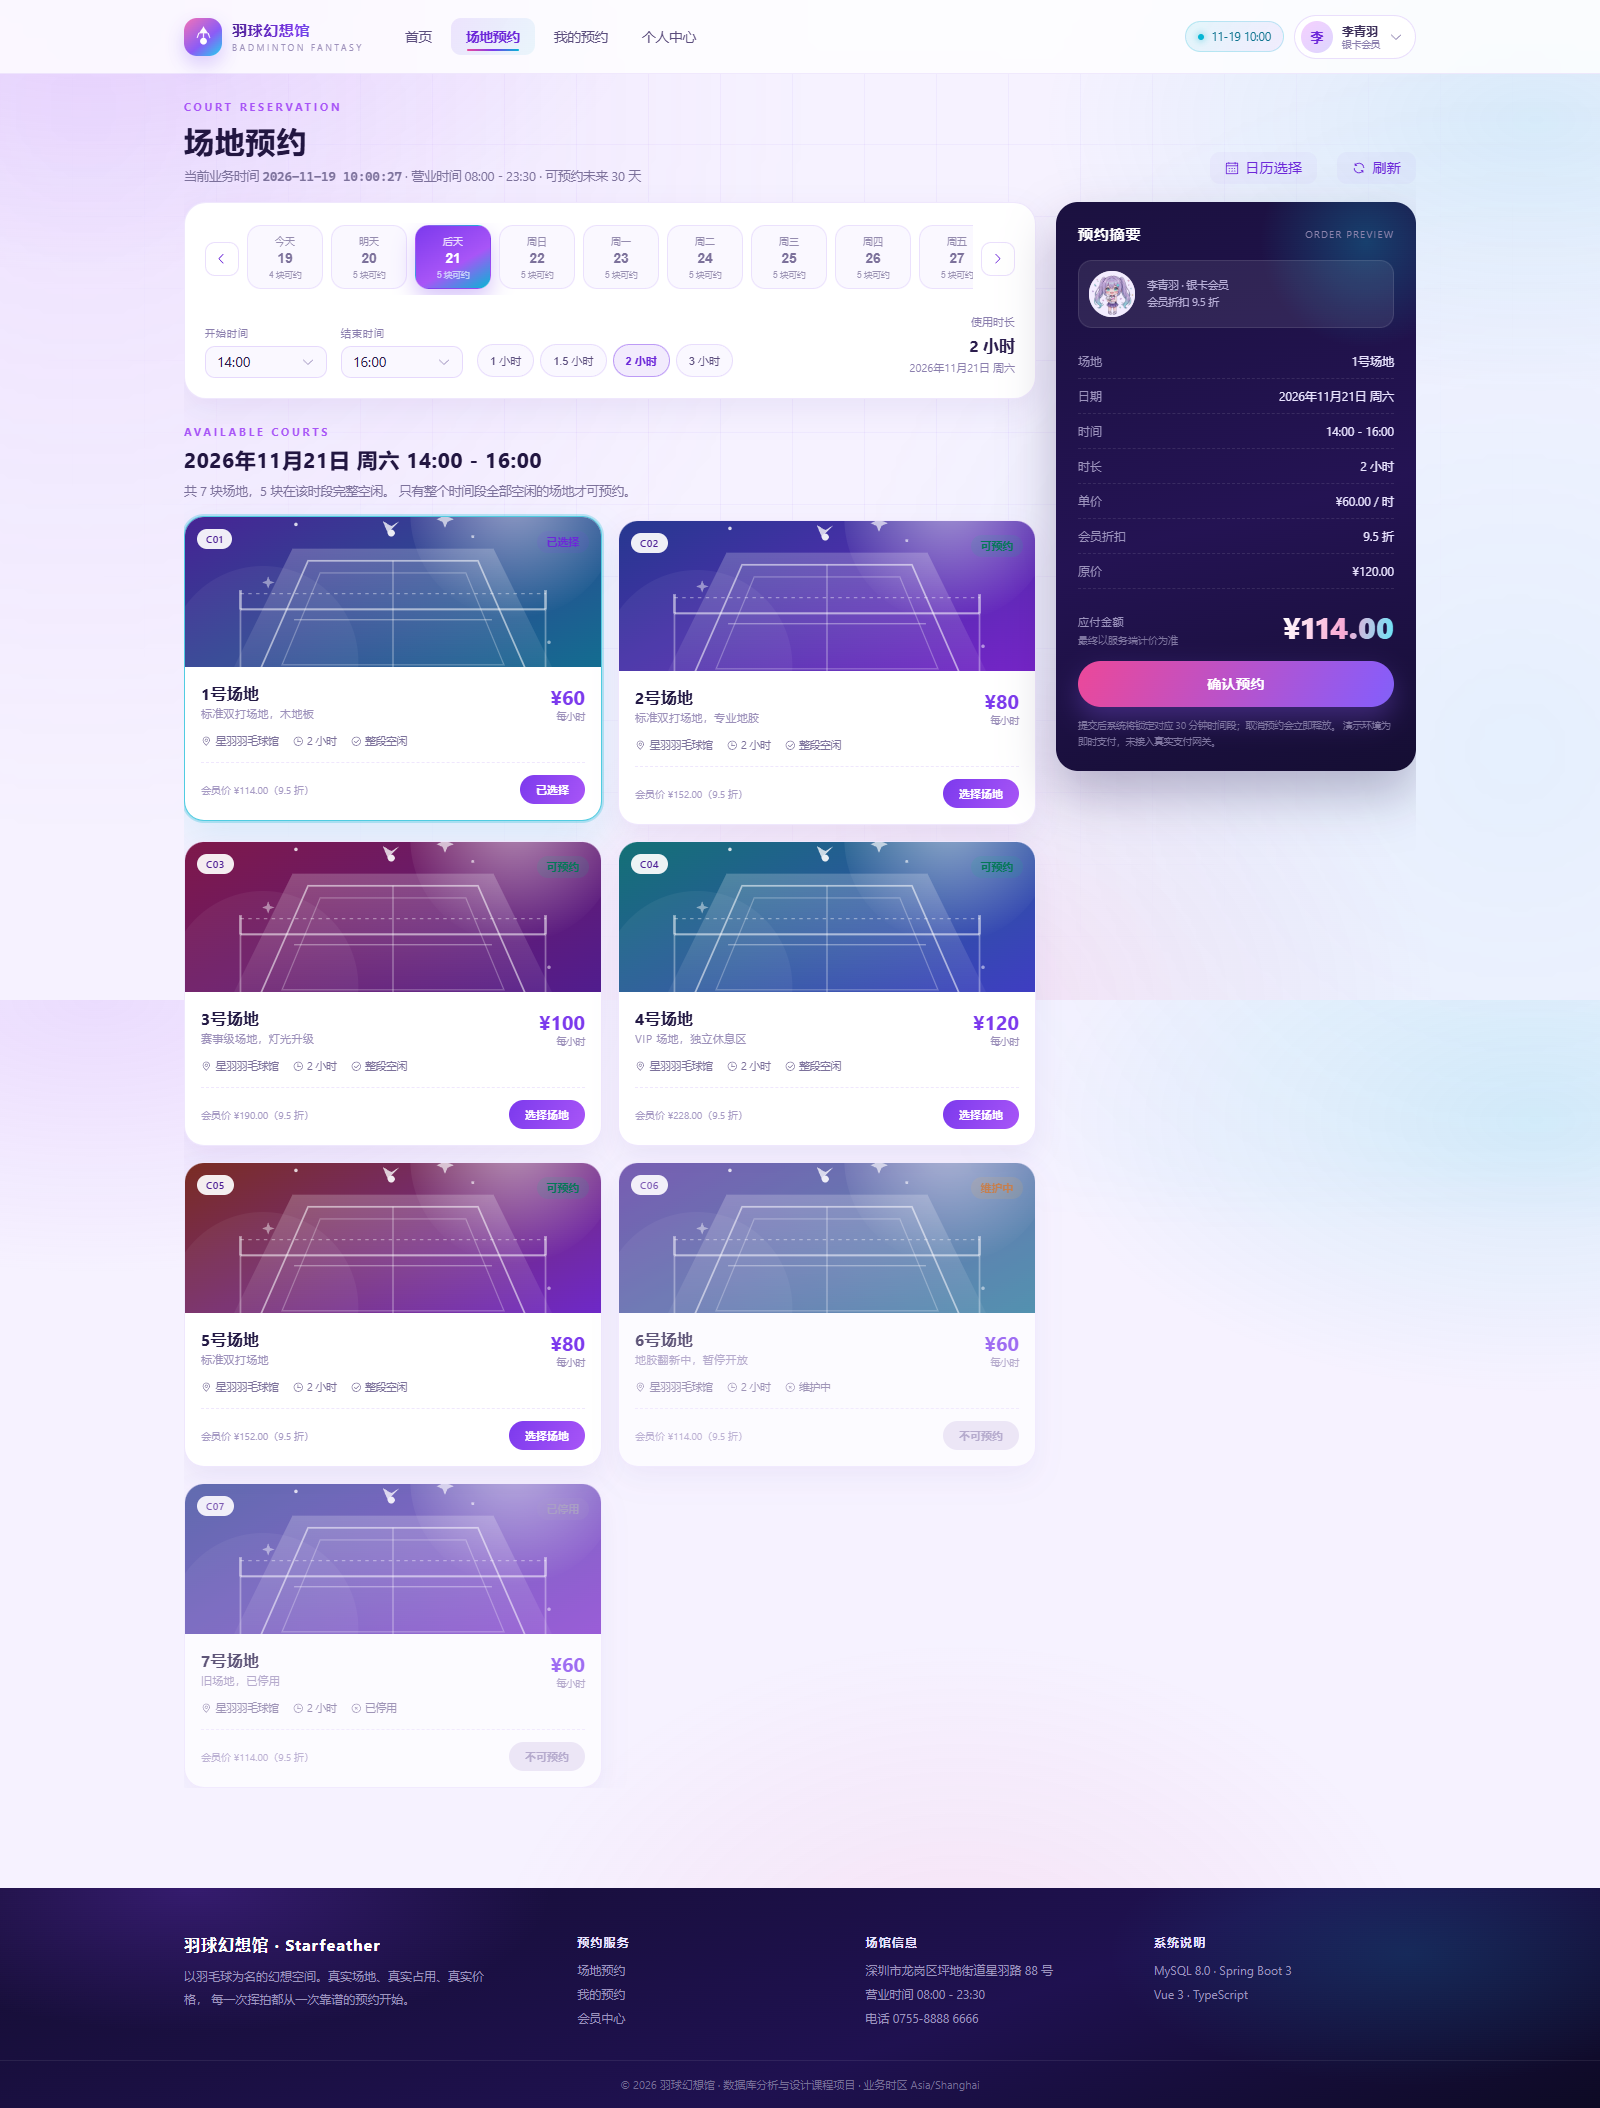 羽球幻想馆
BADMINTON FANTASY
首页
场地预约
我的预约
个人中心
11-19 10:00
李
李青羽
银卡会员
COURT RESERVATION
场地预约
当前业务时间 2026-11-19 10:00:27 · 营业时间 08:00 - 23:30 · 可预约未来 30 天
日历选择
刷新
今天
19
4 块可约
明天
20
5 块可约
后天
21
5 块可约
周日
22
5 块可约
周一
23
5 块可约
周二
24
5 块可约
周三
25
5 块可约
周四
26
5 块可约
周五
27
5 块可约
开始时间
14:00
结束时间
16:00
1 小时
1.5 小时
2 小时
3 小时
使用时长
2 小时
2026年11月21日 周六
预约摘要
ORDER PREVIEW
李青羽 · 银卡会员
会员折扣 9.5 折
场地 1号场地
日期 2026年11月21日 周六
时间 14:00 - 16:00
时长 2 小时
单价 ¥60.00 / 时
会员折扣 9.5 折
原价 ¥120.00
应付金额
最终以服务端计价为准
¥114.00
确认预约
提交后系统将锁定对应 30 分钟时间段；取消预约会立即释放。 演示环境为
即时支付，未接入真实支付网关。
AVAILABLE COURTS
2026年11月21日 周六 14:00 - 16:00
共 7 块场地，5 块在该时段完整空闲。 只有整个时间段全部空闲的场地才可预约。
C01
已选择
1号场地
¥60
标准双打场地，木地板
每小时
星羽羽毛球馆
2 小时
整段空闲
会员价 ¥114.00（9.5 折）
已选择
C02
可预约
2号场地
¥80
标准双打场地，专业地胶
每小时
星羽羽毛球馆
2 小时
整段空闲
会员价 ¥152.00（9.5 折）
选择场地
C03
可预约
3号场地
¥100
赛事级场地，灯光升级
每小时
星羽羽毛球馆
2 小时
整段空闲
会员价 ¥190.00（9.5 折）
选择场地
C04
可预约
4号场地
¥120
VIP 场地，独立休息区
每小时
星羽羽毛球馆
2 小时
整段空闲
会员价 ¥228.00（9.5 折）
选择场地
C05
可预约
5号场地
¥80
标准双打场地
每小时
星羽羽毛球馆
2 小时
整段空闲
会员价 ¥152.00（9.5 折）
选择场地
C06
维护中
6号场地
¥60
地胶翻新中，暂停开放
每小时
星羽羽毛球馆
2 小时
维护中
会员价 ¥114.00（9.5 折）
不可预约
C07
已停用
7号场地
¥60
旧场地，已停用
每小时
星羽羽毛球馆
2 小时
已停用
会员价 ¥114.00（9.5 折）
不可预约
羽球幻想馆 · Starfeather
以羽毛球为名的幻想空间。真实场地、真实占用、真实价
格， 每一次挥拍都从一次靠谱的预约开始。
预约服务
场地预约
我的预约
会员中心
场馆信息
深圳市龙岗区坪地街道星羽路 88 号
营业时间 08:00 - 23:30
电话 0755-8888 6666
系统说明
MySQL 8.0 · Spring Boot 3
Vue 3 · TypeScript
© 2026 羽球幻想馆 · 数据库分析与设计课程项目 · 业务时区 Asia/Shanghai